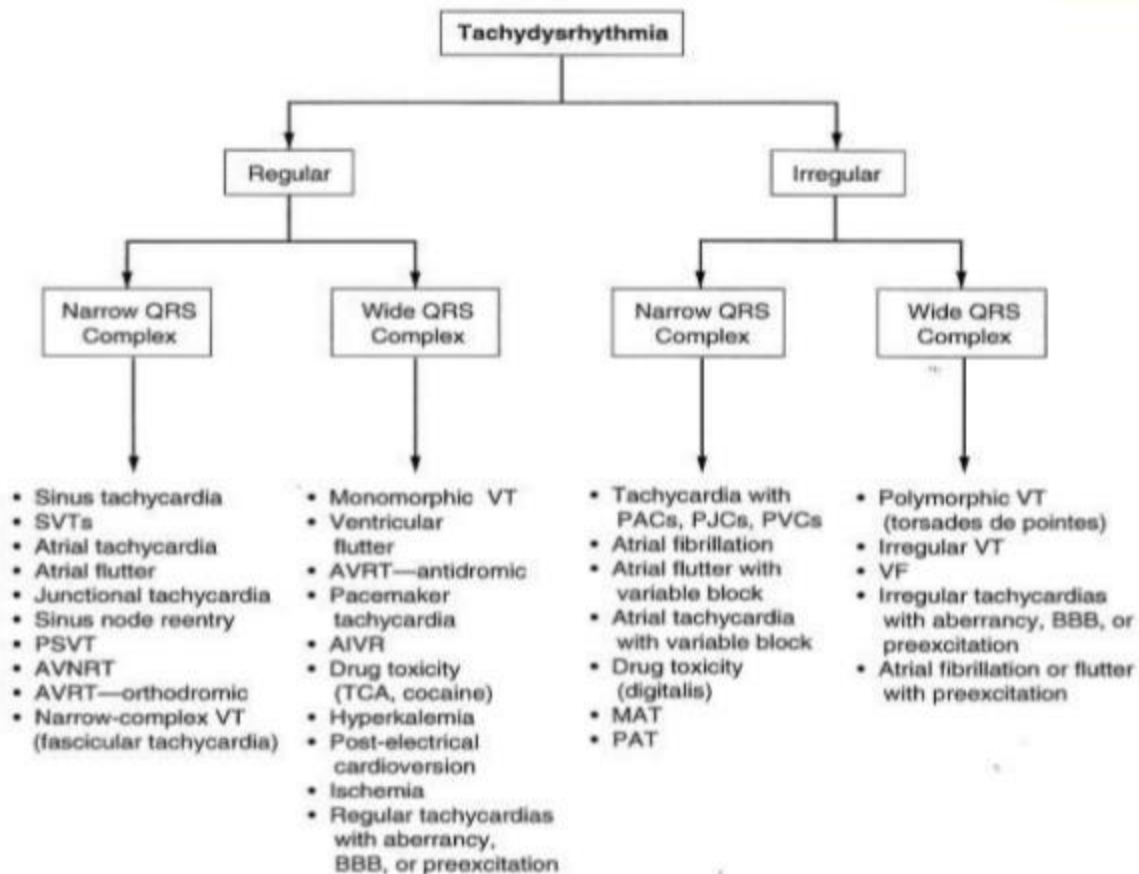 Tachydysrhythmia
Regular
Irregular
Narrow QRS
Complex
Wide QRS
Complex
Narrow QRS
Complex
Wide QRS
Complex
• Sinus tachycardia
• SVTs
• Atrial tachycardia
• Atrial flutter
• Junctional tachycardia
• Sinus node reentry
• PSVT
• AVNRT
• AVRT—orthodromic
• Narrow-complex VT
(fascicular tachycardia)
• Monomorphic VT
• Ventricular
flutter
• AVRT—antidromic
• Pacemaker
tachycardia
• AIVR
• Drug toxicity
(TCA, cocaine)
• Hyperkalemia
• Post-electrical
cardioversion
• Ischemia
• Regular tachycardias
with aberrancy,
BBB, or preexcitation
• Tachycardia with
PACs, PJCs, PVCs
• Atrial fibrillation
• Atrial flutter with
variable block
• Atrial tachycardia
with variable block
• Drug toxicity
(digitalis)
• MAT
• PAT
• Polymorphic VT
(torsades de pointes)
• Irregular VT
• VF
• Irregular tachycardias
with aberrancy, BBB, or
preexcitation
• Atrial fibrillation or flutter
with preexcitation